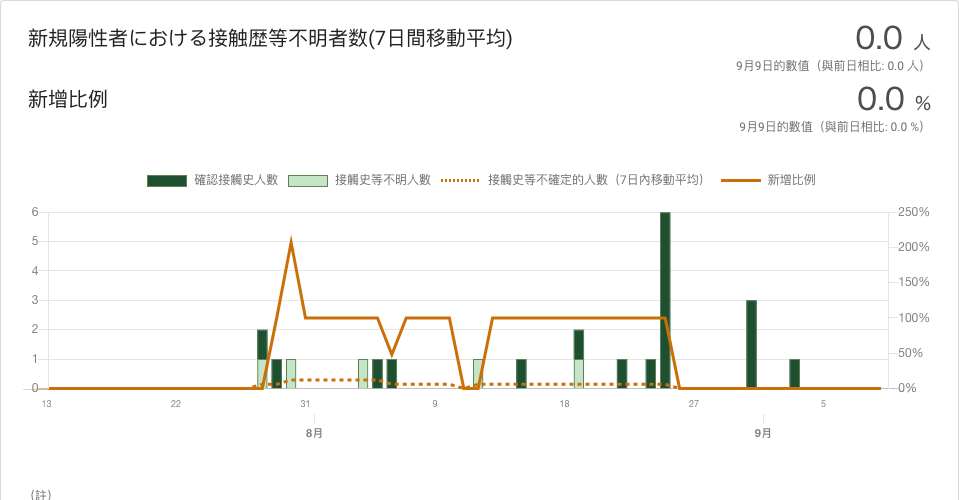 新規陽性者における接触歴等不明者数(7日間移動平均)
0.0 人
9月9日的數值（與前日相比: 0.0 人）
新增比例
0.0 %
9月9日的數值（與前日相比: 0.0 %）
確認接觸史人數 接觸史等不明人數 接觸史等不確定的人數（7日內移動平均） 新增比例
6 250%
5 200%
4 150%
3 100%
2 50%
1 0%
0
13 22 31 9 18 27 5
8月 9月
（註）